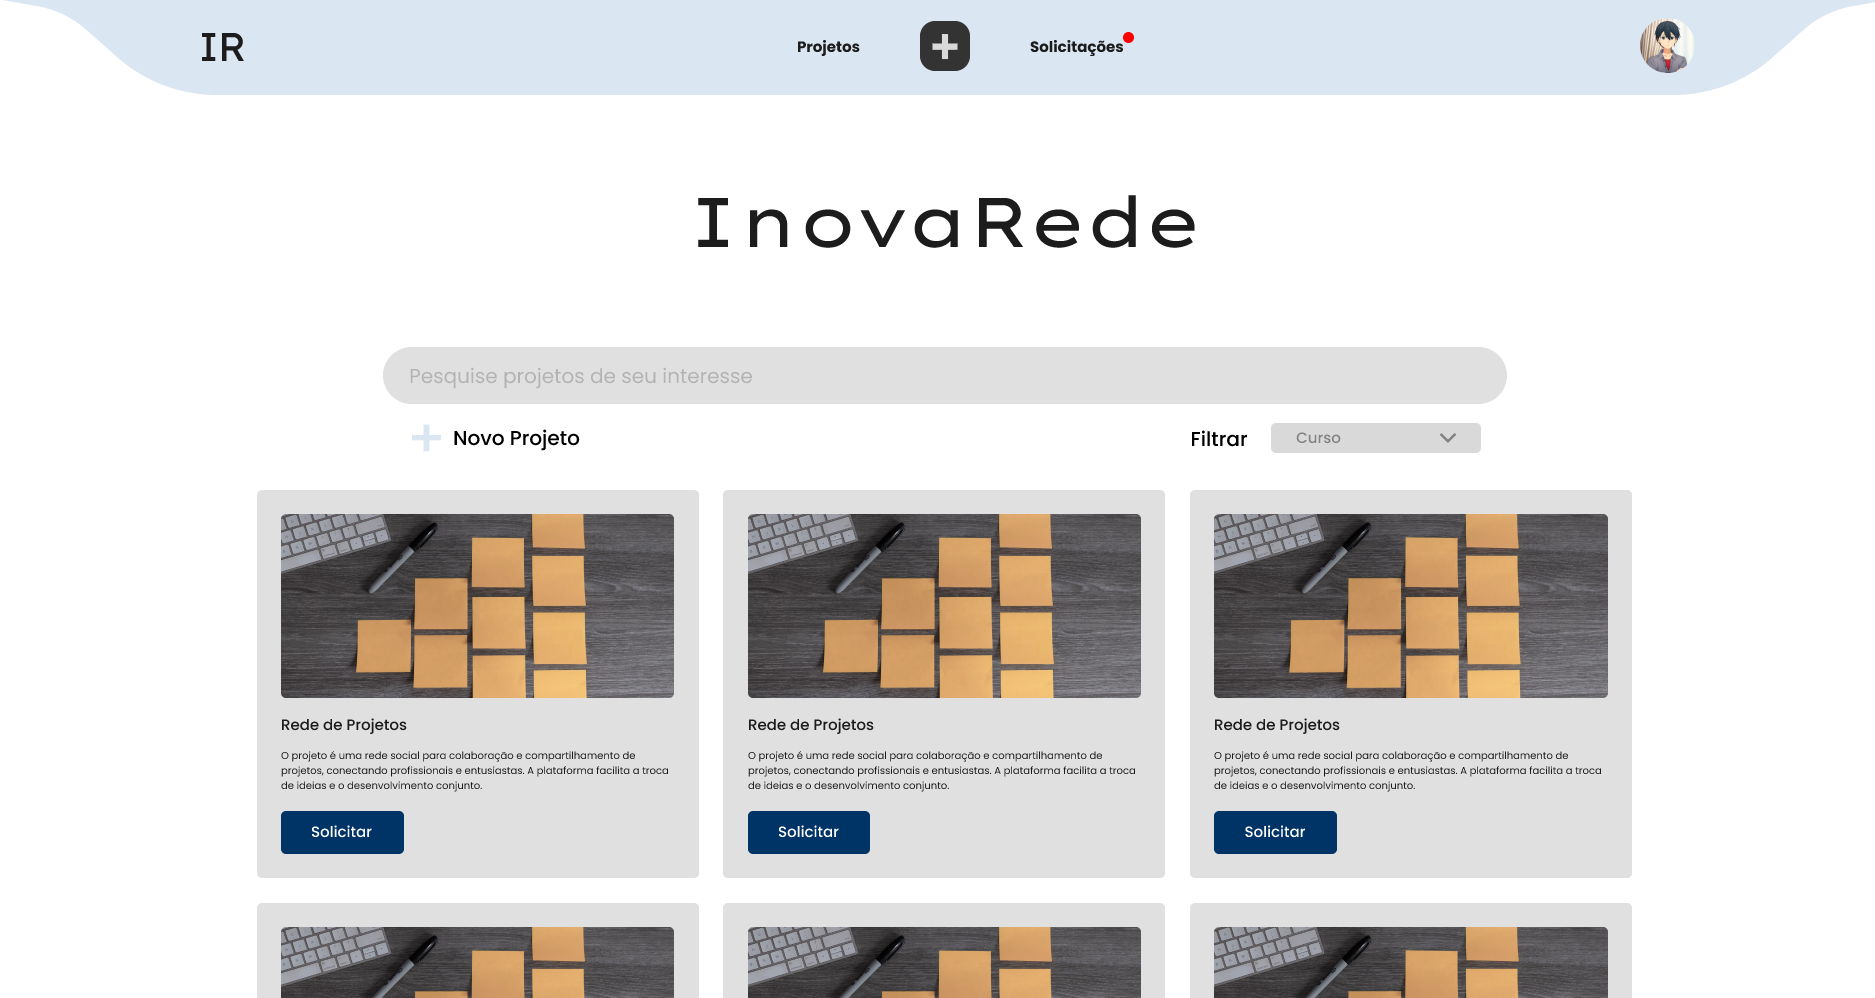 IR
Projetos
Solicitações
InovaRede
Pesquise projetos de seu interesse
Novo Projeto
Filtrar
Curso
Rede de Projetos
O projeto é uma rede social para colaboração e compartilhamento de
projetos, conectando profissionais e entusiastas. A plataforma facilita a troca
de ideias e o desenvolvimento conjunto.
Solicitar
Rede de Projetos
O projeto é uma rede social para colaboração e compartilhamento de
projetos, conectando profissionais e entusiastas. A plataforma facilita a troca
de ideias e o desenvolvimento conjunto.
Solicitar
Rede de Projetos
O projeto é uma rede social para colaboração e compartilhamento de
projetos, conectando profissionais e entusiastas. A plataforma facilita a troca
de ideias e o desenvolvimento conjunto.
Solicitar